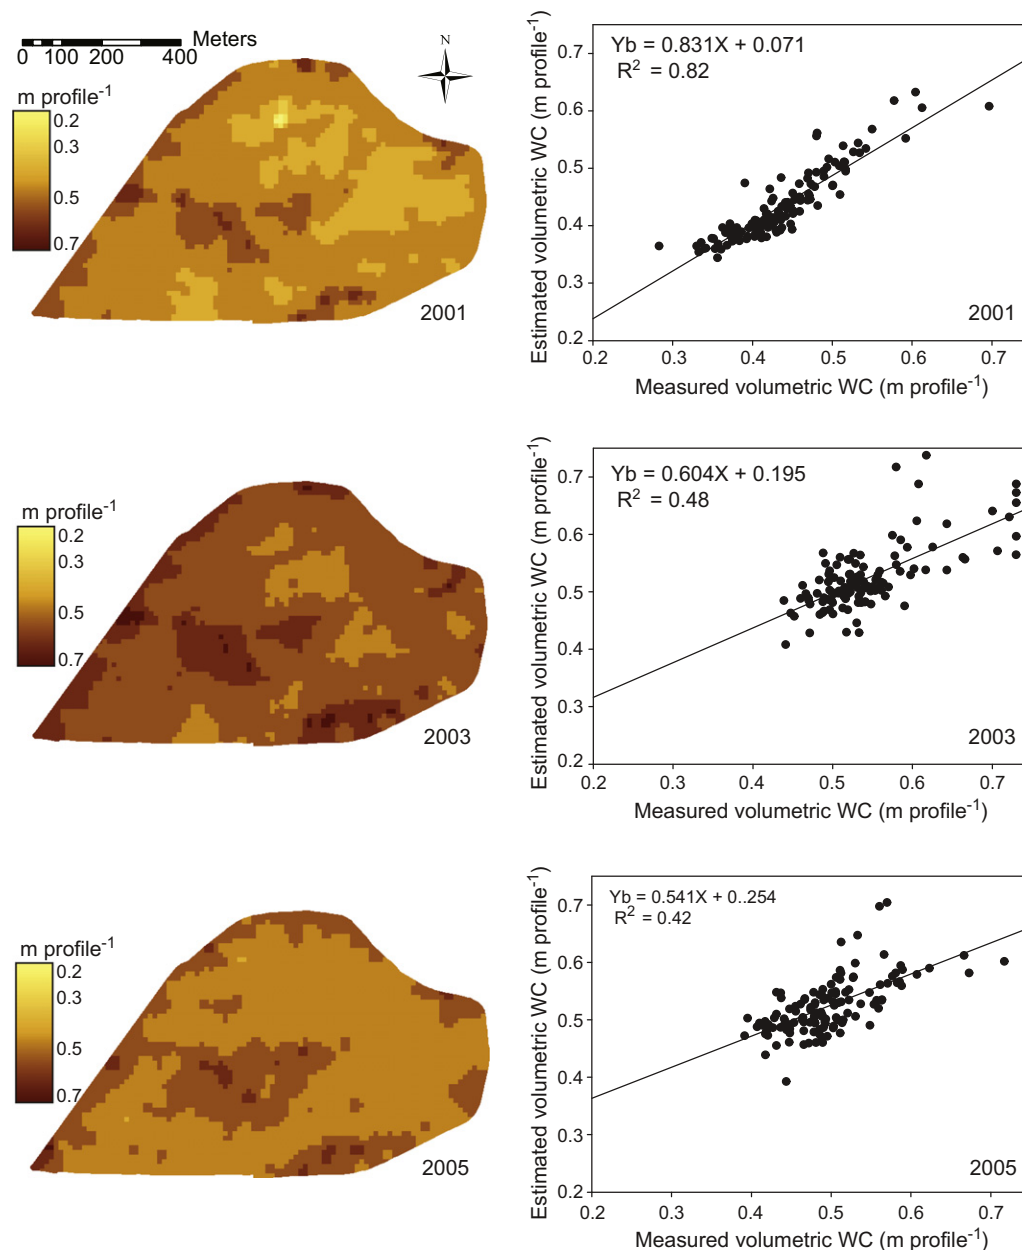 Meters
0 100 200 400
N
m profile-1
0.2
0.3
0.5
0.7
2001
Yb = 0.831X + 0.071
R2 = 0.82
0.7
0.6
0.5
0.4
0.3
0.2
0.2 0.3 0.4 0.5 0.6 0.7
Estimated volumetric WC (m profile-1)
Measured volumetric WC (m profile-1)
2001
m profile-1
0.2
0.3
0.5
0.7
2003
Yb = 0.604X + 0.195
R2 = 0.48
0.7
0.6
0.5
0.4
0.3
0.2
0.2 0.3 0.4 0.5 0.6 0.7
Estimated volumetric WC (m profile-1)
Measured volumetric WC (m profile-1)
2003
m profile-1
0.2
0.3
0.5
0.7
2005
Yb = 0.541X + 0..254
R2 = 0.42
0.7
0.6
0.5
0.4
0.3
0.2
0.2 0.3 0.4 0.5 0.6 0.7
Estimated volumetric WC (m profile-1)
Measured volumetric WC (m profile-1)
2005